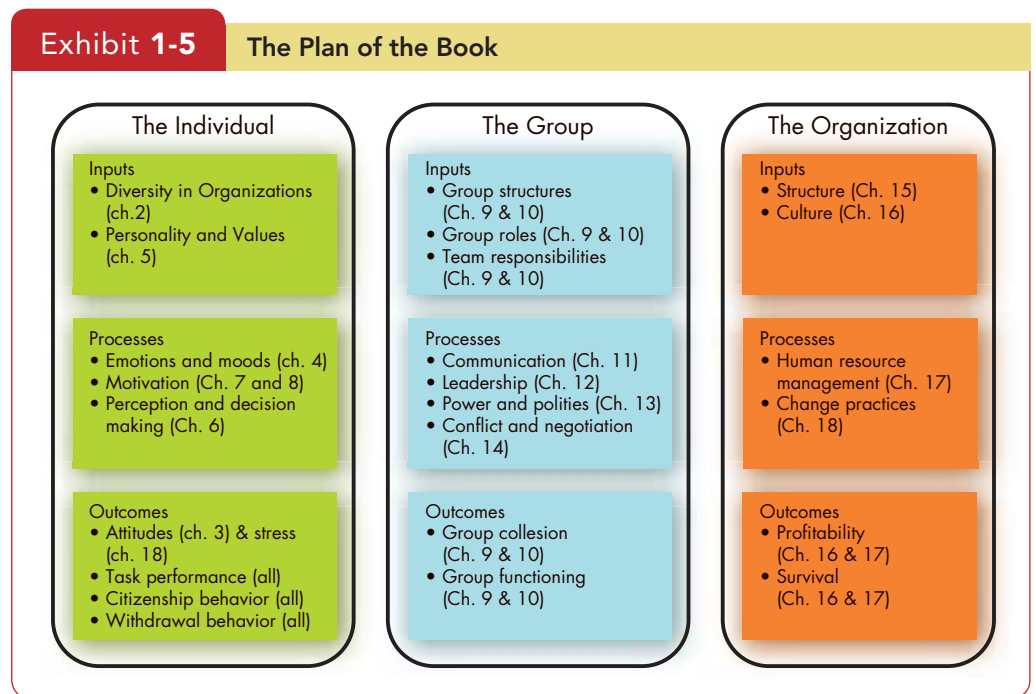 Exhibit 1-5
The Plan of the Book
The Individual
Inputs
• Diversity in Organizations
(ch.2)
• Personality and Values
(ch. 5)
Processes
• Emotions and moods (ch. 4)
• Motivation (Ch. 7 and 8)
• Perception and decision
making (Ch. 6)
Outcomes
• Attitudes (ch. 3) & stress
(ch. 18)
• Task performance (all)
• Citizenship behavior (all)
• Withdrawal behavior (all)
The Group
Inputs
• Group structures
(Ch. 9 & 10)
• Group roles (Ch. 9 & 10)
• Team responsibilities
(Ch. 9 & 10)
Processes
• Communication (Ch. 11)
• Leadership (Ch. 12)
• Power and polities (Ch. 13)
• Conflict and negotiation
(Ch. 14)
Outcomes
• Group collesion
(Ch. 9 & 10)
• Group functioning
(Ch. 9 & 10)
The Organization
Inputs
• Structure (Ch. 15)
• Culture (Ch. 16)
Processes
• Human resource
management (Ch. 17)
• Change practices
(Ch. 18)
Outcomes
• Profitability
(Ch. 16 & 17)
• Survival
(Ch. 16 & 17)